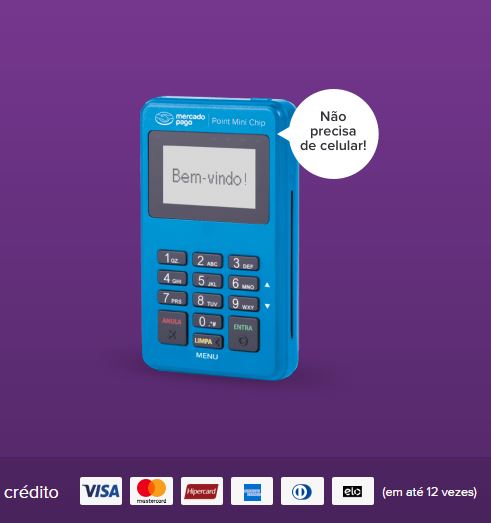 mercado
pago
Point Mini Chip
Não
precisa
de celular!
Bem-vindo!
1 QZ 2 ABC 3 DEF
4 GHI 5 JKL 6 MNO
7 PRS 8 TUV 9 WXY
ANULA 0 .*# ENTRA
LIMPA
MENU
crédito VISA mastercard Hipercard AMERICAN EXPRESS elo (em até 12 vezes)